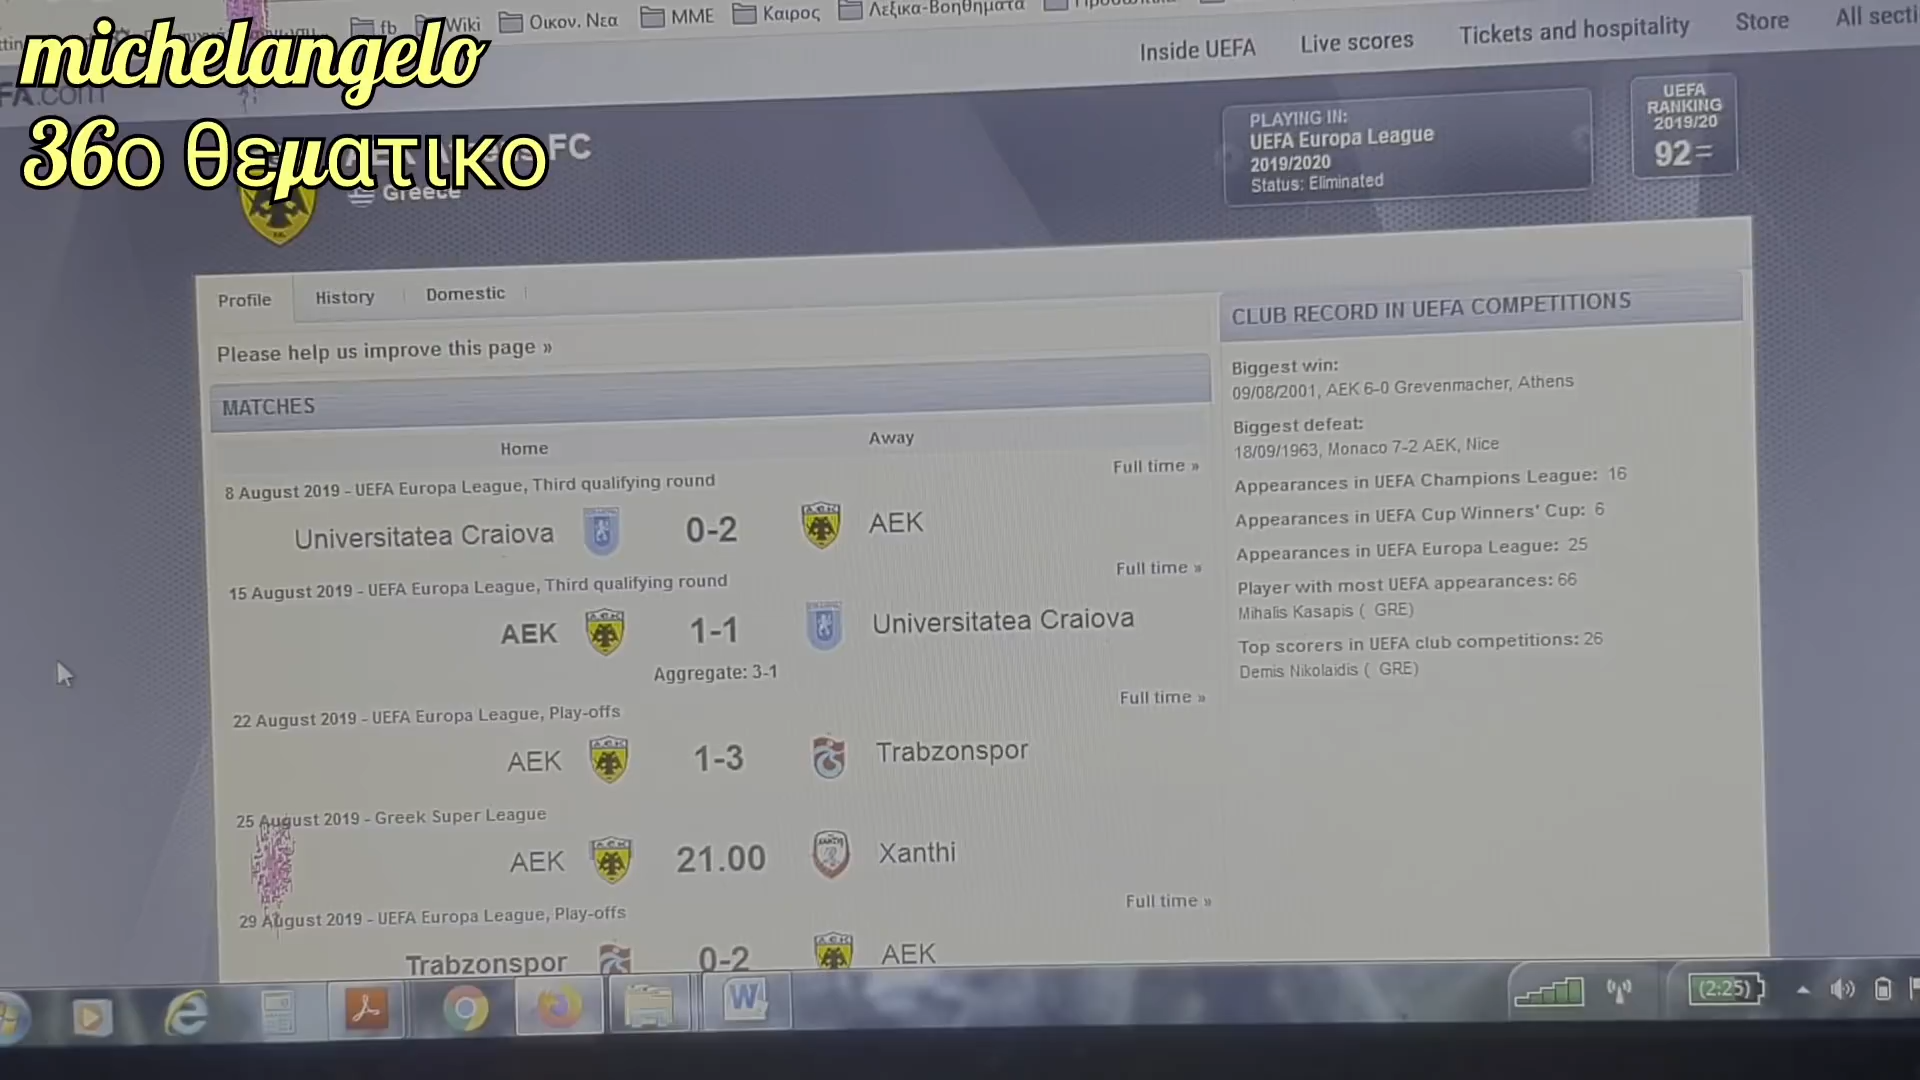 fb Wiki Οικον. Νεα ΜΜΕ Καιρος Λεξικα-Βοηθηματα
michelangelo
36ο θεματικο
Inside UEFA Live scores Tickets and hospitality Store All secti
FC
Greece
PLAYING IN:
UEFA Europa League
2019/2020
Status: Eliminated
UEFA
RANKING
2019/20
92=
Profile History Domestic
Please help us improve this page »
MATCHES
Home Away
8 August 2019 - UEFA Europa League, Third qualifying round Full time »
Universitatea Craiova 0-2 AEK
15 August 2019 - UEFA Europa League, Third qualifying round Full time »
AEK 1-1 Universitatea Craiova
Aggregate: 3-1
22 August 2019 - UEFA Europa League, Play-offs Full time »
AEK 1-3 Trabzonspor
25 August 2019 - Greek Super League
AEK 21.00 Xanthi
29 August 2019 - UEFA Europa League, Play-offs Full time »
Trabzonspor 0-2 AEK
CLUB RECORD IN UEFA COMPETITIONS
Biggest win:
09/08/2001, AEK 6-0 Grevenmacher, Athens
Biggest defeat:
18/09/1963, Monaco 7-2 AEK, Nice
Appearances in UEFA Champions League: 16
Appearances in UEFA Cup Winners' Cup: 6
Appearances in UEFA Europa League: 25
Player with most UEFA appearances: 66
Mihalis Kasapis ( GRE)
Top scorers in UEFA club competitions: 26
Demis Nikolaidis ( GRE)
(2:25)